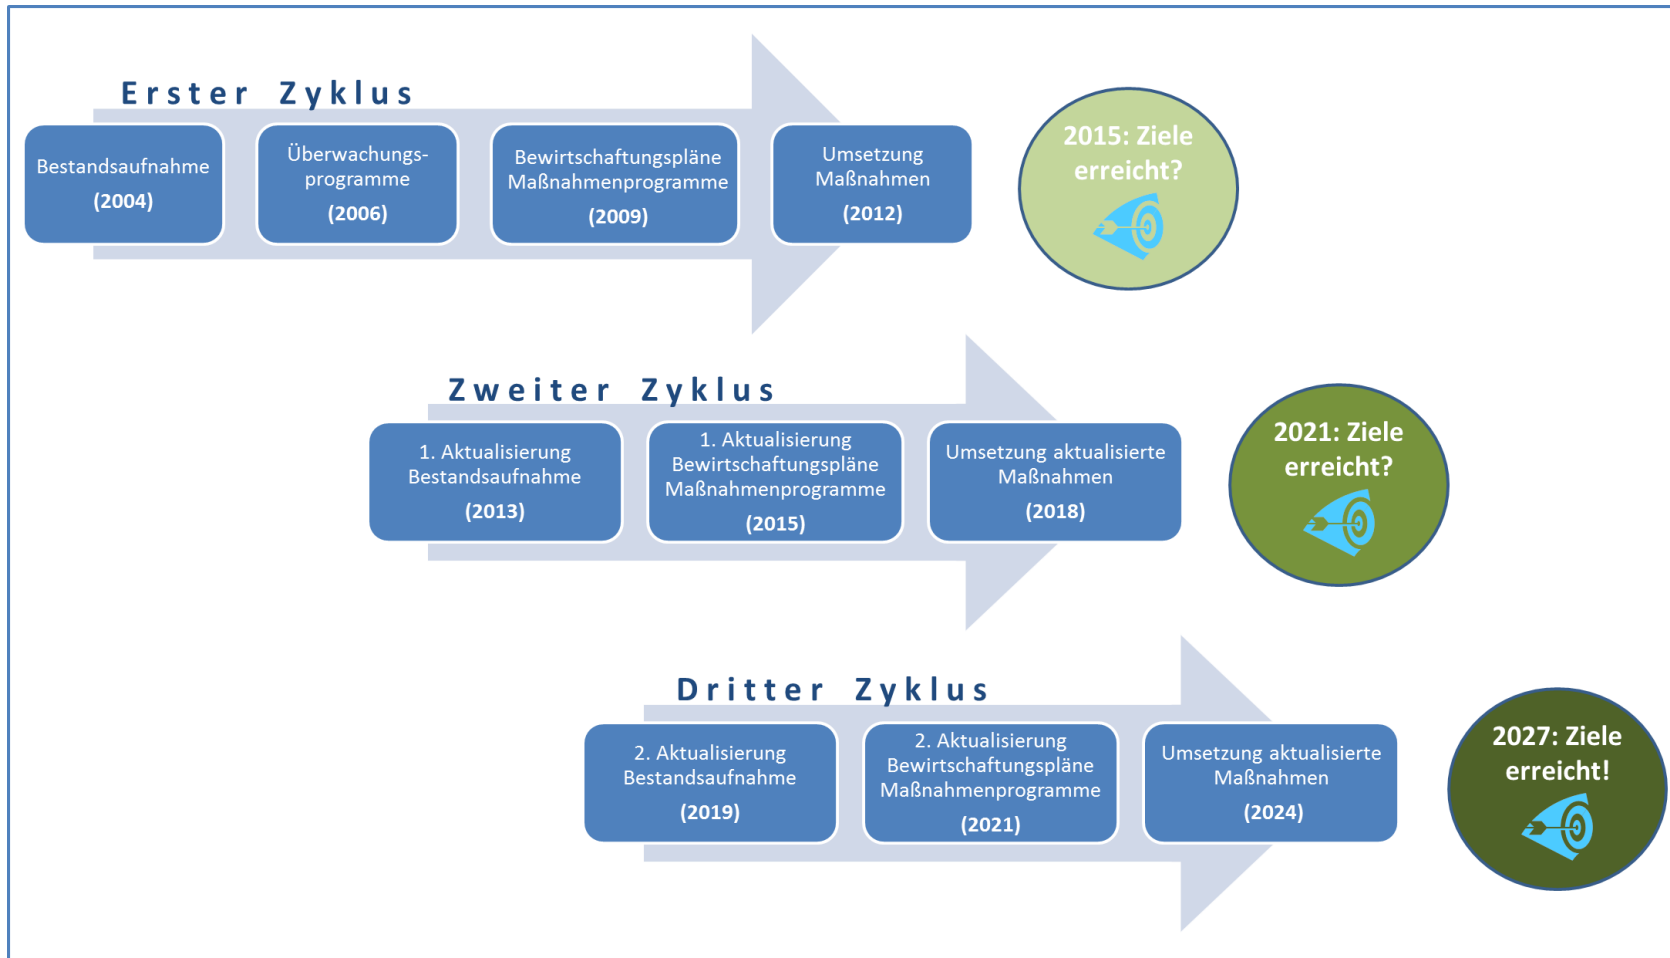 Erster Zyklus
Bestandsaufnahme
(2004)
Überwachungs-
programme
(2006)
Bewirtschaftungspläne
Maßnahmenprogramme
(2009)
Umsetzung
Maßnahmen
(2012)
2015: Ziele
erreicht?
Zweiter Zyklus
1. Aktualisierung
Bestandsaufnahme
(2013)
1. Aktualisierung
Bewirtschaftungspläne
Maßnahmenprogramme
(2015)
Umsetzung aktualisierte
Maßnahmen
(2018)
2021: Ziele
erreicht?
Dritter Zyklus
2. Aktualisierung
Bestandsaufnahme
(2019)
2. Aktualisierung
Bewirtschaftungspläne
Maßnahmenprogramme
(2021)
Umsetzung aktualisierte
Maßnahmen
(2024)
2027: Ziele
erreicht!